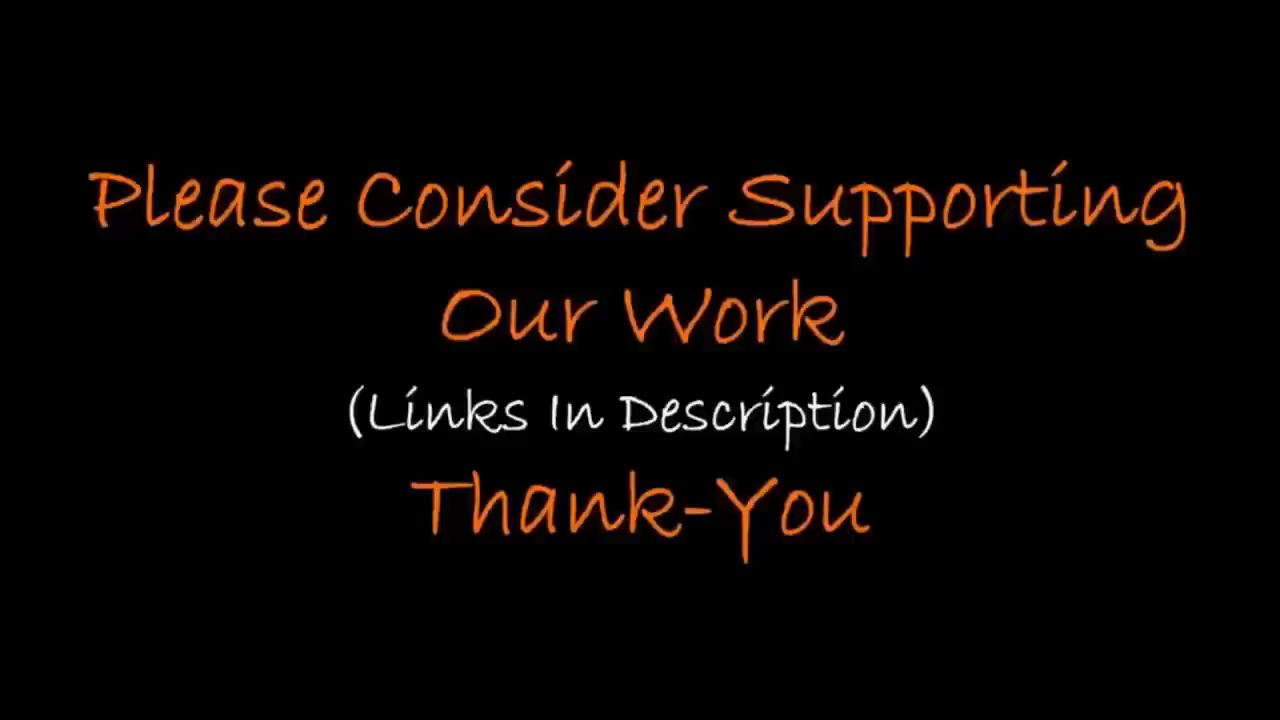 Please Consider Supporting
Our Work
(Links In Description)
Thank-You